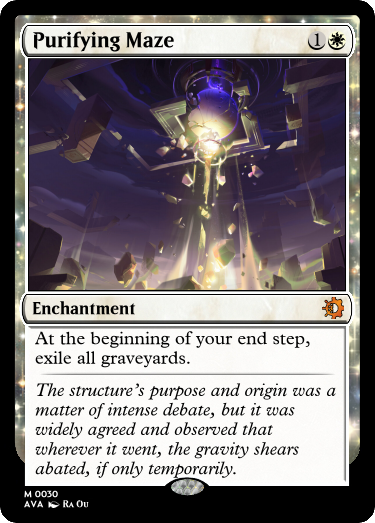 Purifying Maze 1
Enchantment
At the beginning of your end step,
exile all graveyards.
The structure's purpose and origin was a
matter of intense debate, but it was
widely agreed and observed that
wherever it went, the gravity shears
abated, if only temporarily.
M 0030
AVA Ra Ou